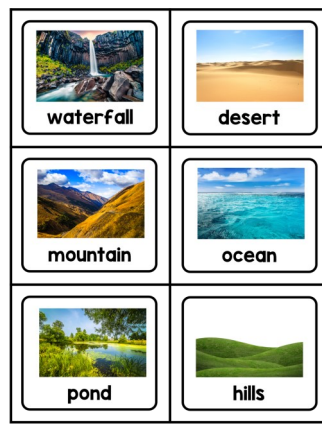 waterfall
desert
mountain
ocean
pond
hills